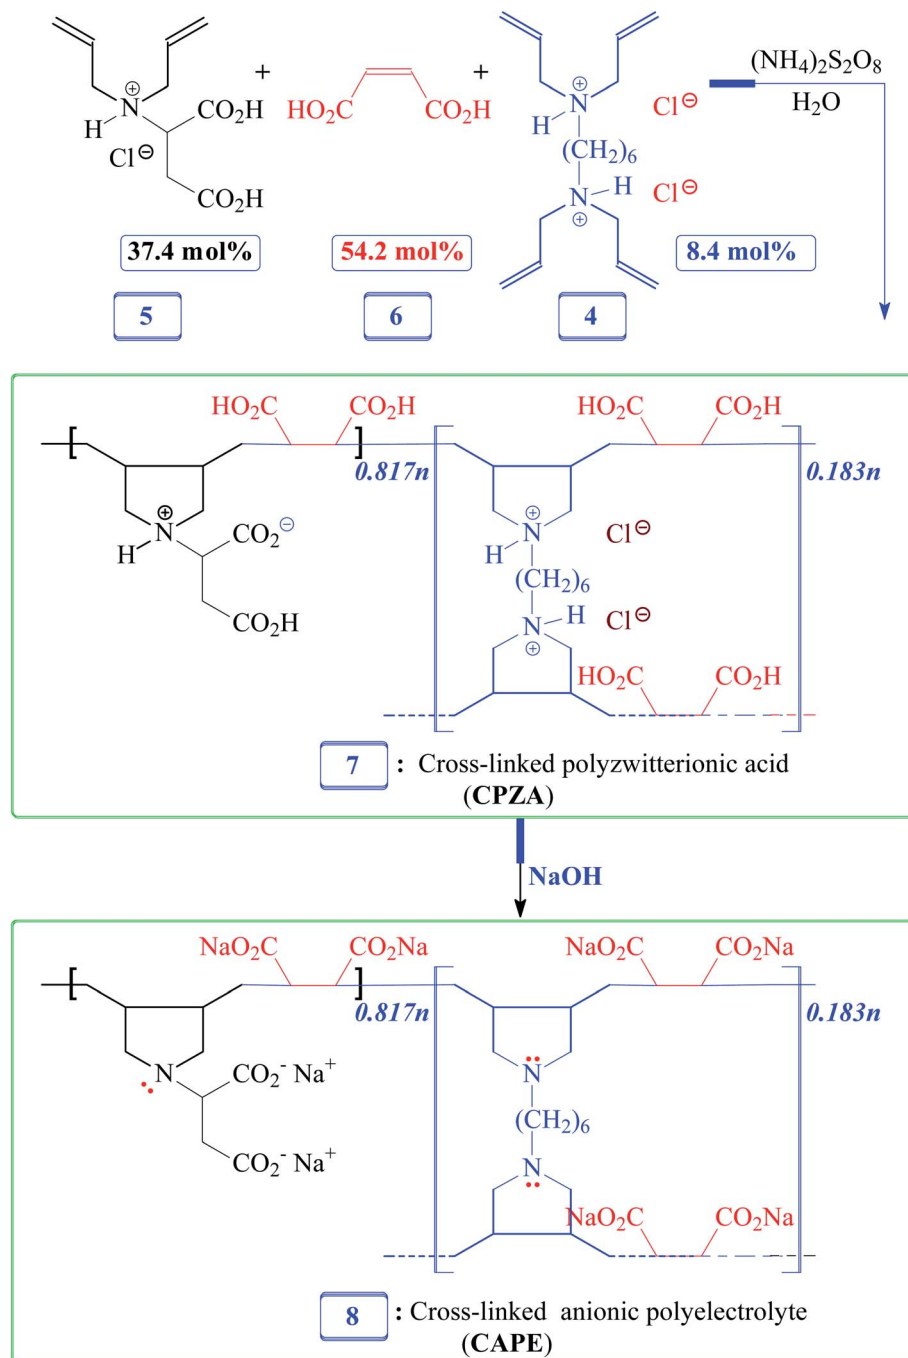 (NH4)2S2O8
H2O
+
+
N
⊕
H
CO2H
Cl⊖
CO2H
HO2C
CO2H
N
⊕
H
Cl⊖
(CH2)6
N
H
⊕
Cl⊖
37.4 mol%
54.2 mol%
8.4 mol%
5
6
4
HO2C
CO2H
HO2C
CO2H
[
]
0.817n
0.183n
⊕
N
H
CO2⊖
CO2H
⊕
N
H
Cl⊖
(CH2)6
N
H
⊕
Cl⊖
HO2C
CO2H
7 : Cross-linked polyzwitterionic acid
(CPZA)
NaOH
NaO2C
CO2Na
NaO2C
CO2Na
[
]
0.817n
0.183n
N
CO2- Na+
CO2- Na+
N
(CH2)6
N
NaO2C
CO2Na
8 : Cross-linked anionic polyelectrolyte
(CAPE)